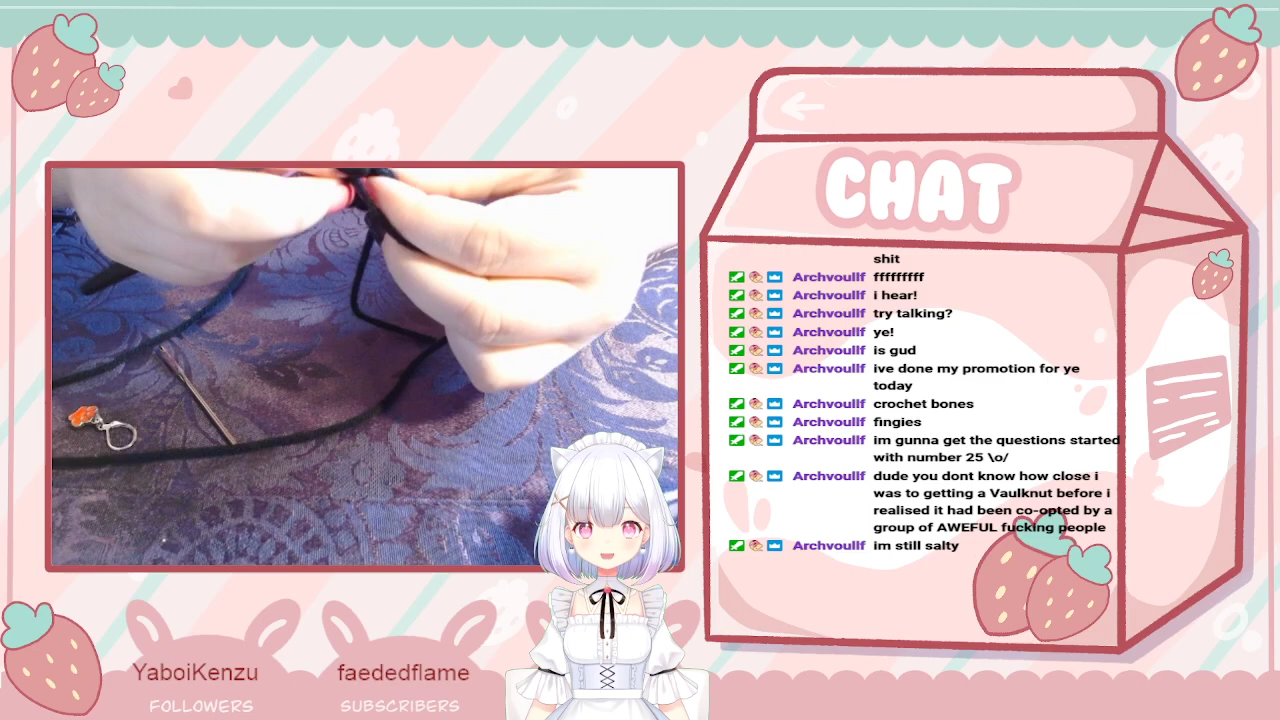 CHAT
shit
Archvoullf fffffffff
Archvoullf i hear!
Archvoullf try talking?
Archvoullf ye!
Archvoullf is gud
Archvoullf ive done my promotion for ye
today
Archvoullf crochet bones
Archvoullf fingies
Archvoullf im gunna get the questions started
with number 25 \o/
Archvoullf dude you dont know how close i
was to getting a Vaulknut before i
realised it had been co-opted by a
group of AWEFUL fucking people
Archvoullf im still salty
YaboiKenzu
FOLLOWERS
faededflame
SUBSCRIBERS